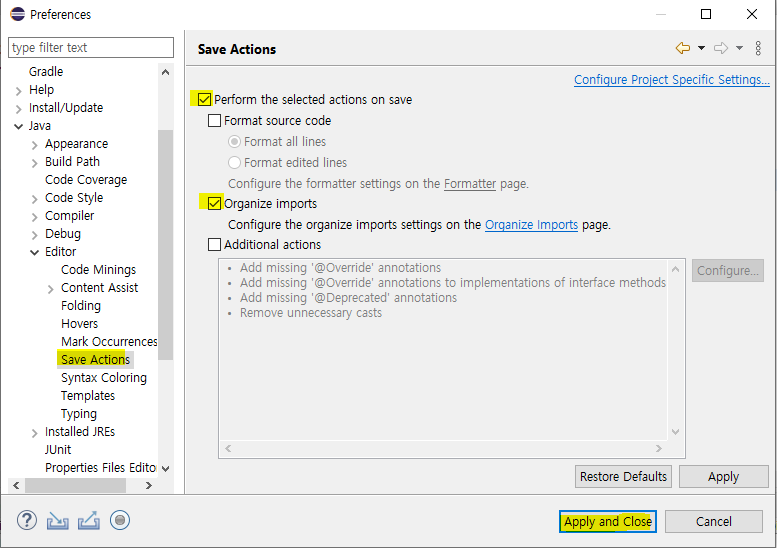 Preferences
type filter text
Gradle
Help
Install/Update
Java
Appearance
Build Path
Code Coverage
Code Style
Compiler
Debug
Editor
Code Minings
Content Assist
Folding
Hovers
Mark Occurrences
Save Actions
Syntax Coloring
Templates
Typing
Installed JREs
JUnit
Properties Files Edito
Save Actions
Configure Project Specific Settings...
Perform the selected actions on save
Format source code
Format all lines
Format edited lines
Configure the formatter settings on the Formatter page.
Organize imports
Configure the organize imports settings on the Organize Imports page.
Additional actions
• Add missing '@Override' annotations
• Add missing '@Override' annotations to implementations of interface methods
• Add missing '@Deprecated' annotations
• Remove unnecessary casts
Configure...
Restore Defaults
Apply
?
Apply and Close
Cancel